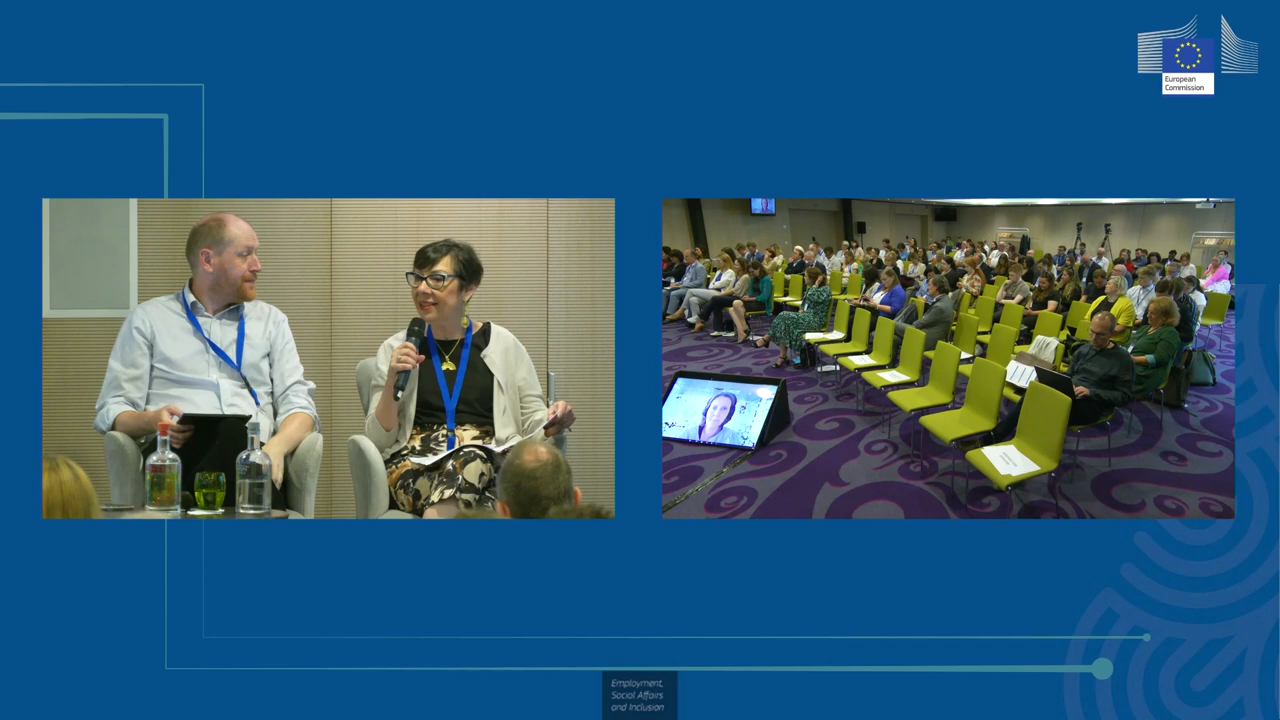 European
Commission
Employment,
Social Affairs
and Inclusion